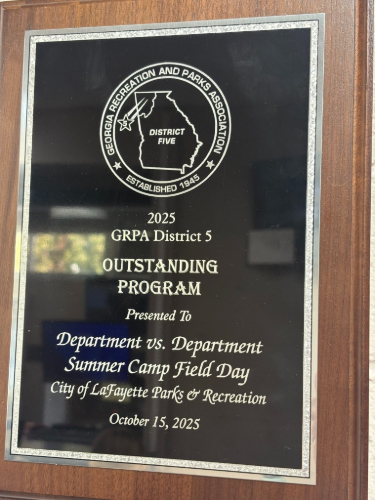 GEORGIA RECREATION AND PARKS ASSOCIATION
DISTRICT
FIVE
ESTABLISHED 1945
2025
GRPA District 5
OUTSTANDING
PROGRAM
Presented To
Department vs. Department
Summer Camp Field Day
City of LaFayette Parks & Recreation
October 15, 2025